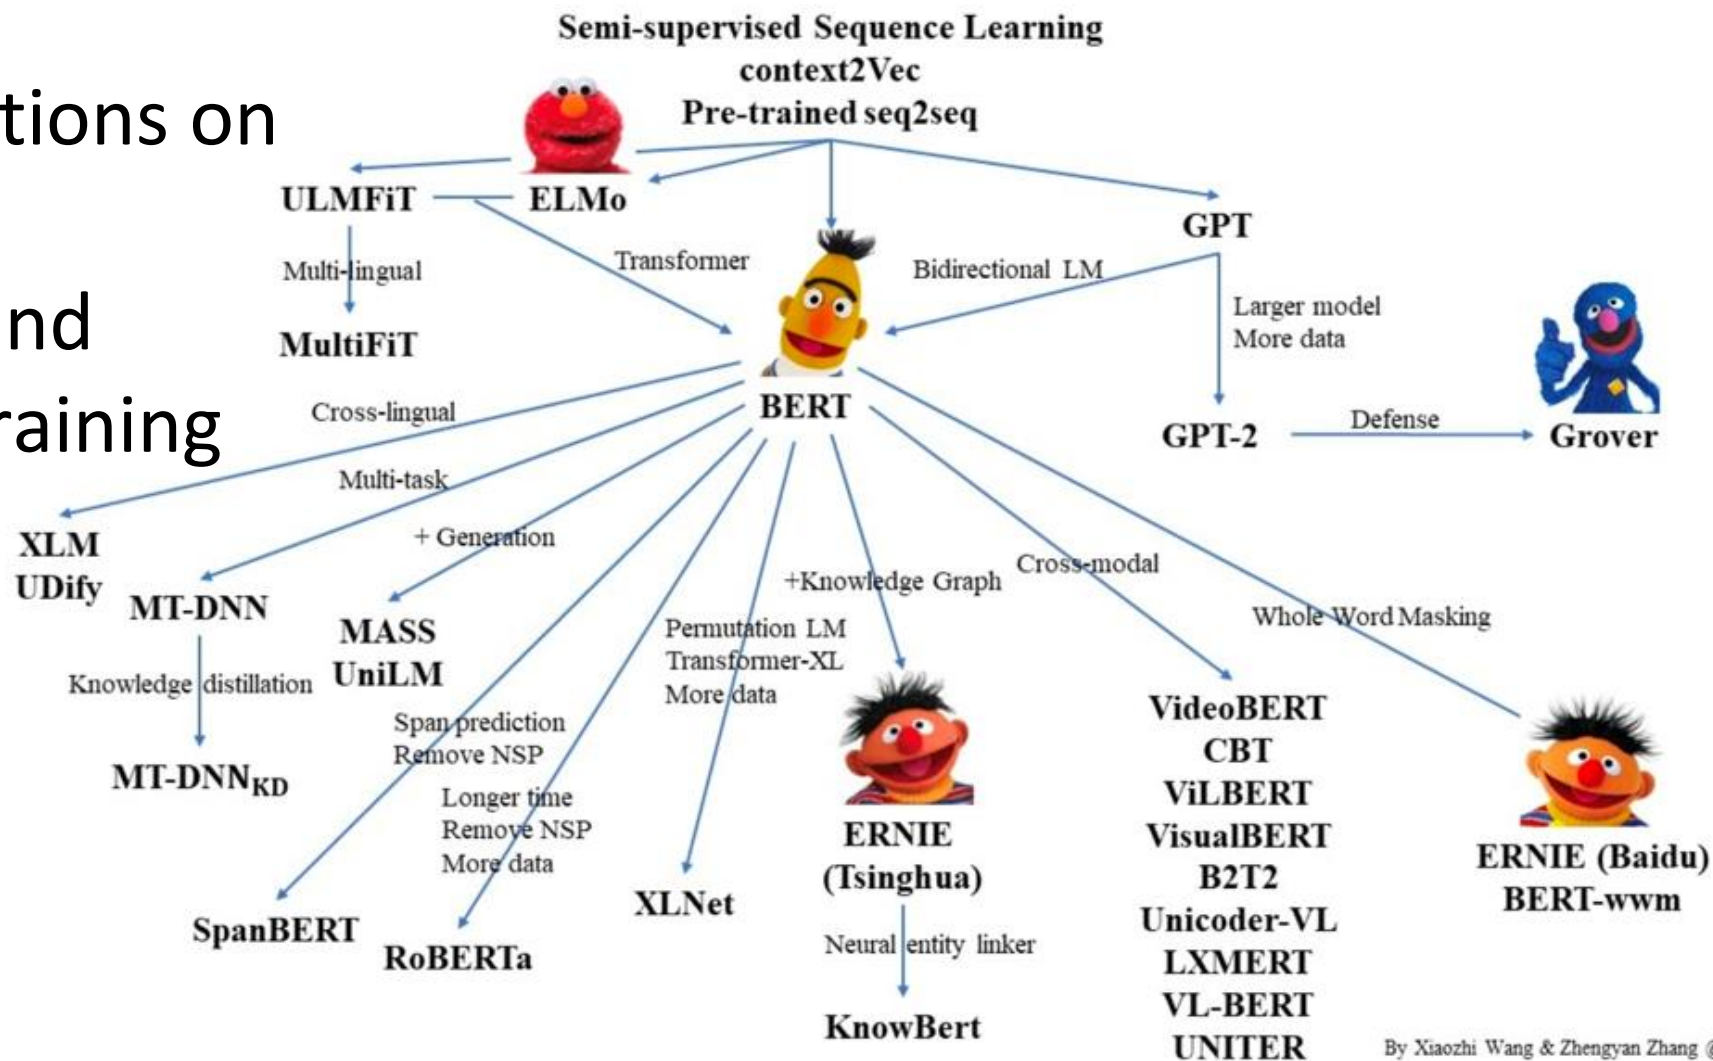 Semi-supervised Sequence Learning
context2Vec
Pre-trained seq2seq
tions on
nd
raining
ULMFiT
ELMo
GPT
Multi-lingual
Transformer
Bidirectional LM
Larger model
More data
MultiFiT
BERT
Cross-lingual
GPT-2
Defense
Grover
Multi-task
XLM
UDify
+ Generation
Cross-modal
+Knowledge Graph
MT-DNN
Whole Word Masking
MASS
UniLM
Permutation LM
Transformer-XL
More data
Knowledge distillation
Span prediction
Remove NSP
MT-DNNKD
Longer time
Remove NSP
More data
VideoBERT
CBT
ViLBERT
VisualBERT
B2T2
Unicoder-VL
LXMERT
VL-BERT
UNITER
ERNIE
(Tsinghua)
ERNIE (Baidu)
BERT-wwm
XLNet
SpanBERT
RoBERTa
Neural entity linker
KnowBert
By Xiaozhi Wang & Zhengyan Zhang @